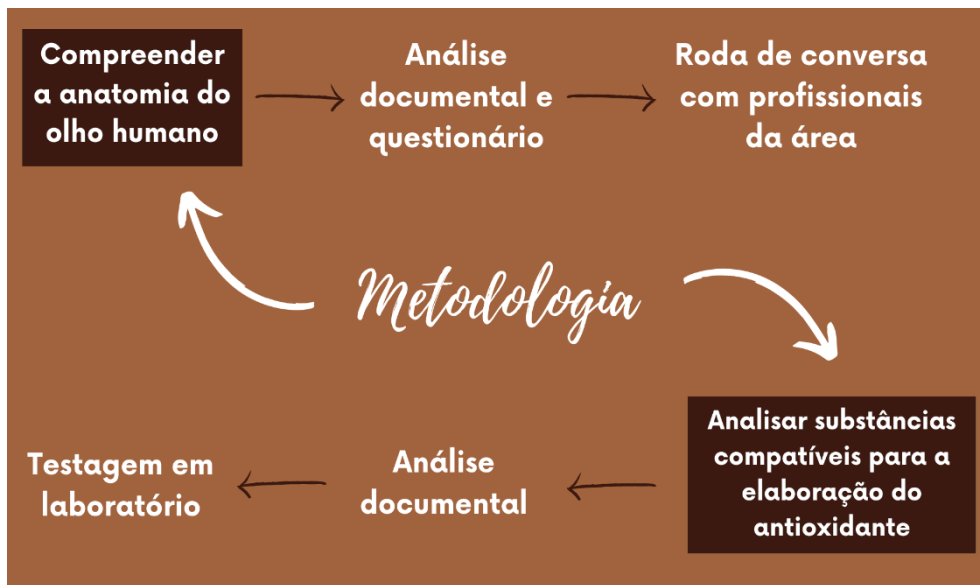 Compreender
a anatomia do
olho humano
Análise
documental e
questionário
Roda de conversa
com profissionais
da área
Metodologia
Analisar substâncias
compatíveis para a
elaboração do
antioxidante
Análise
documental
Testagem em
laboratório